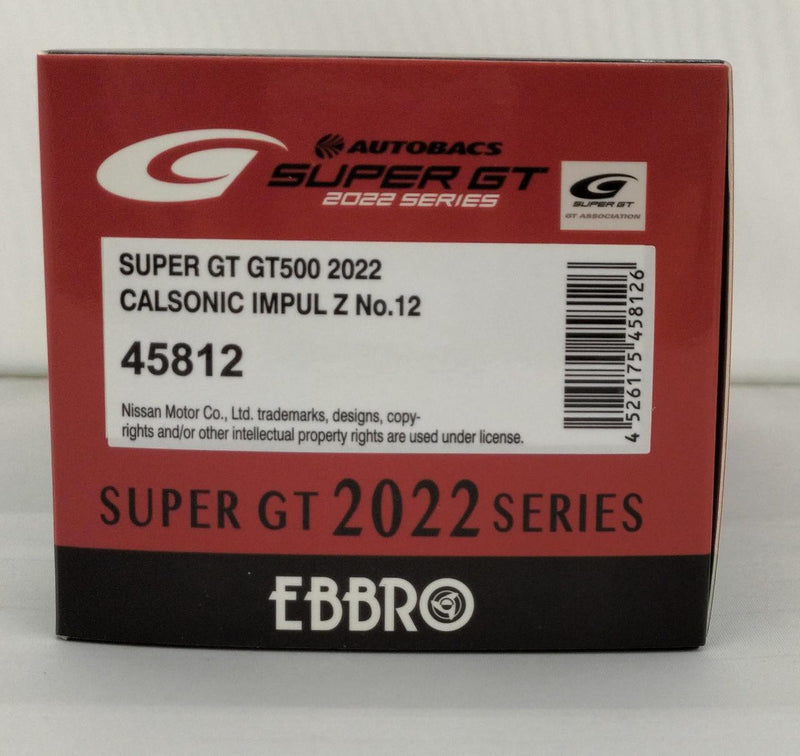 AUTOBACS
SUPER GT
2022 SERIES
SUPER GT
GT ASSOCIATION
SUPER GT GT500 2022
CALSONIC IMPUL Z No.12
45812
Nissan Motor Co., Ltd. trademarks, designs, copy-
rights and/or other intellectual property rights are used under license.
4 526175 458126
SUPER GT 2022 SERIES
EBBRO